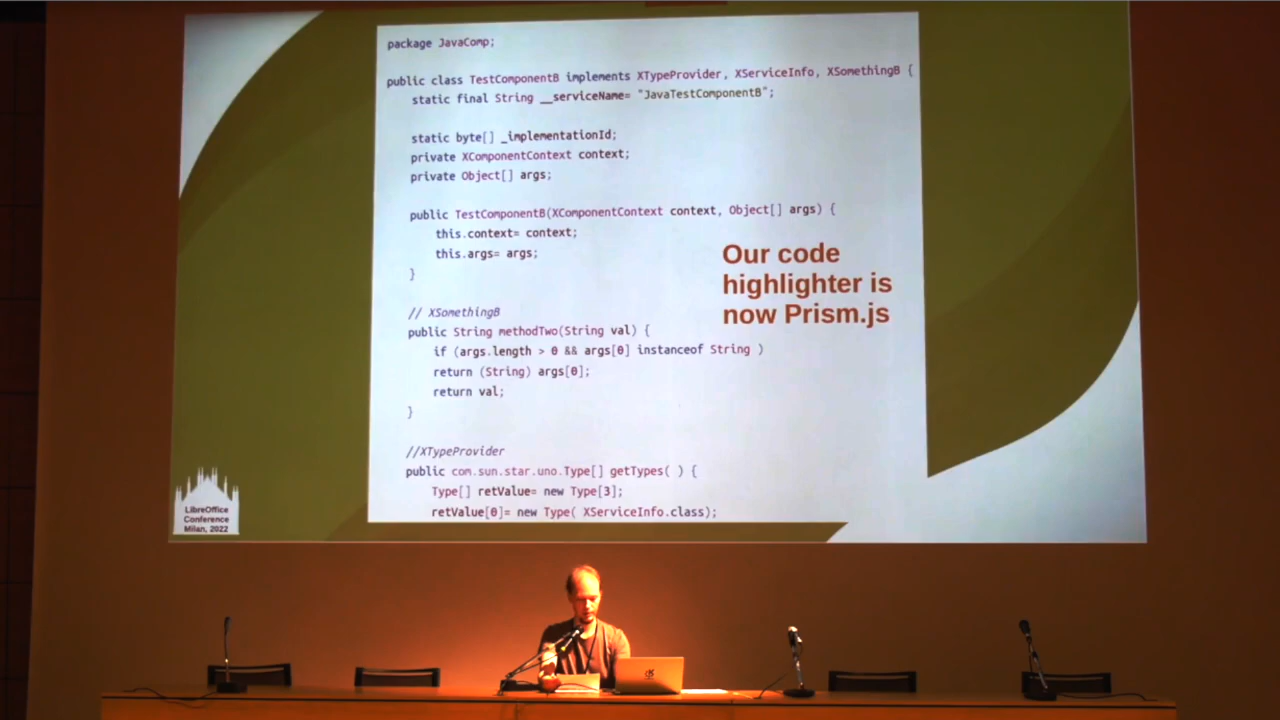 package JavaComp;
public class TestComponentB implements XTypeProvider, XServiceInfo, XSomethingB {
static final String __serviceName= "JavaTestComponentB";
static byte[] _implementationId;
private XComponentContext context;
private Object[] args;
public TestComponentB(XComponentContext context, Object[] args) {
this.context= context;
this.args= args;
}
// XSomethingB
public String methodTwo(String val) {
if (args.length > 0 && args[0] instanceof String )
return (String) args[0];
return val;
}
//XTypeProvider
public com.sun.star.uno.Type[] getTypes( ) {
Type[] retValue= new Type[3];
retValue[0]= new Type( XServiceInfo.class);
Our code
highlighter is
now Prism.js
LibreOffice
Conference
Milan, 2022